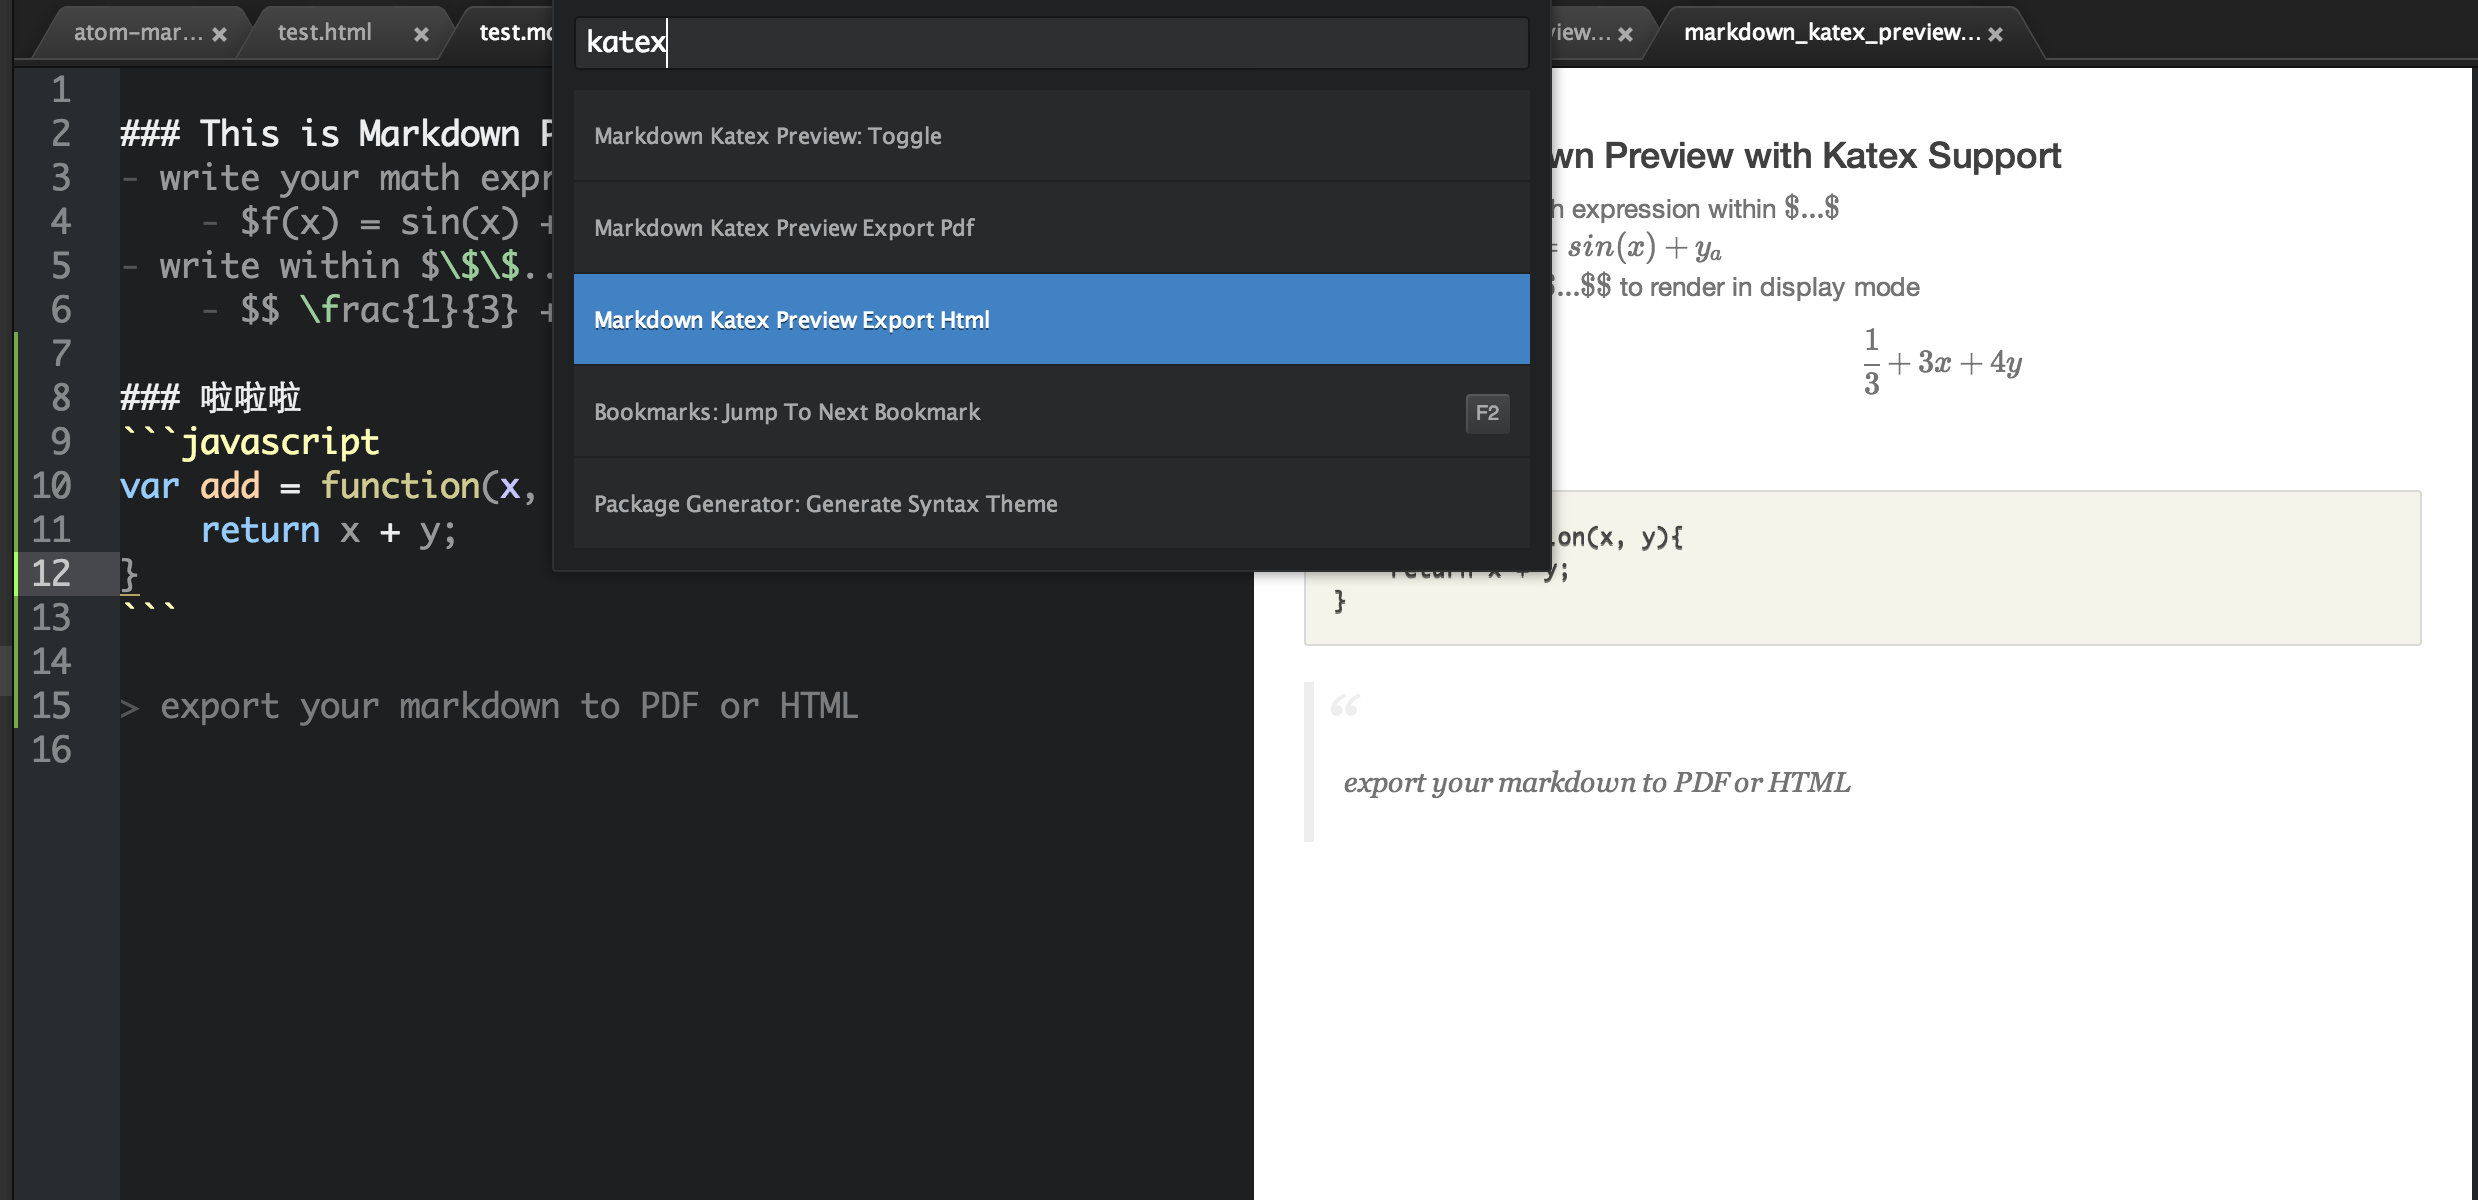 atom-mar... ×
test.html ×
test.md
iew... ×
markdown_katex_preview... ×
katex
Markdown Katex Preview: Toggle
Markdown Katex Preview Export Pdf
Markdown Katex Preview Export Html
Bookmarks: Jump To Next Bookmark F2
Package Generator: Generate Syntax Theme
1
2 ### This is Markdown P
3 - write your math expr
4 - $f(x) = sin(x) +
5 - write within $\$\$..
6 - $$ \frac{1}{3} +
7
8 ### 啦啦啦
9 ```javascript
10 var add = function(x,
11 return x + y;
12 }
13 ```
14
15 > export your markdown to PDF or HTML
16
wn Preview with Katex Support
h expression within $...$
= sin(x) + yₐ
$...$$ to render in display mode
1/3 + 3x + 4y
ion(x, y){
return x + y;
}
“
export your markdown to PDF or HTML